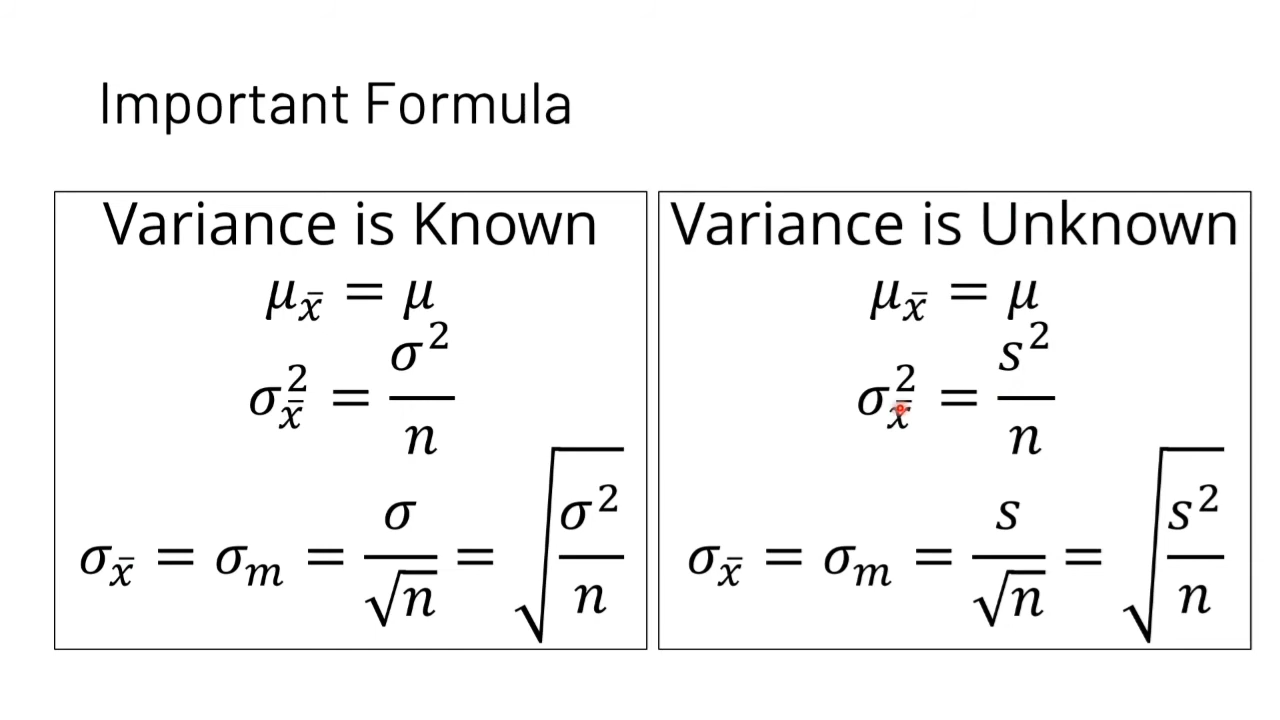 Important Formula
Variance is Known
μ_x̄ = μ
σ²_x̄ = σ²/n
σ_x̄ = σ_m = σ/√n = √(σ²/n)
Variance is Unknown
μ_x̄ = μ
σ²_x̄ = s²/n
σ_x̄ = σ_m = s/√n = √(s²/n)